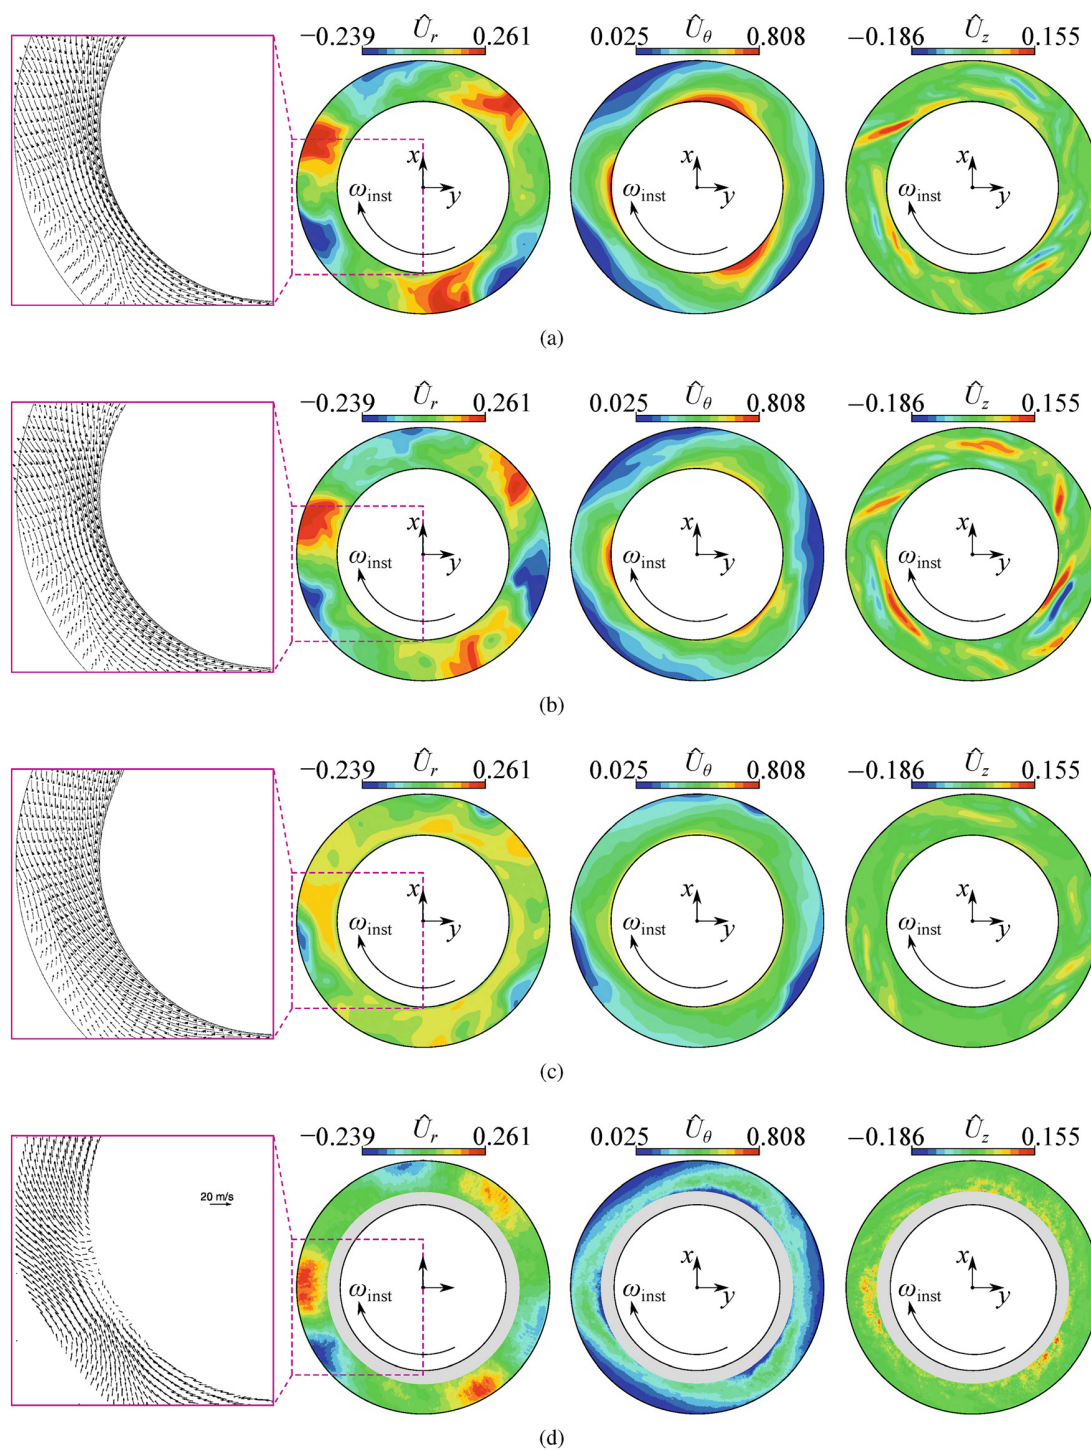 Û_r Û_θ Û_z
−0.239 0.261 0.025 0.808 −0.186 0.155
x x x
ω_inst y ω_inst y ω_inst y
(a)
Û_r Û_θ Û_z
−0.239 0.261 0.025 0.808 −0.186 0.155
x x x
ω_inst y ω_inst y ω_inst y
(b)
Û_r Û_θ Û_z
−0.239 0.261 0.025 0.808 −0.186 0.155
x x x
ω_inst y ω_inst y ω_inst y
(c)
Û_r Û_θ Û_z
−0.239 0.261 0.025 0.808 −0.186 0.155
20 m/s
x x
ω_inst ω_inst y ω_inst y
(d)